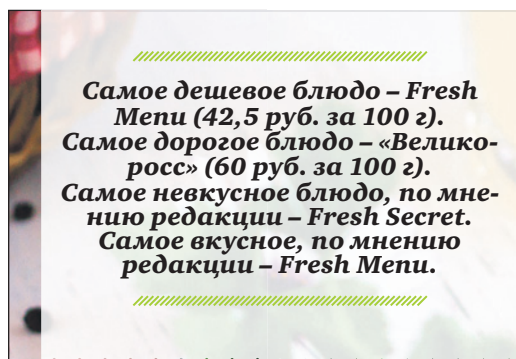 Самое дешевое блюдо – Fresh
Menu (42,5 руб. за 100 г).
Самое дорогое блюдо – «Велико-
росс» (60 руб. за 100 г).
Самое невкусное блюдо, по мне-
нию редакции – Fresh Secret.
Самое вкусное, по мнению
редакции – Fresh Menu.